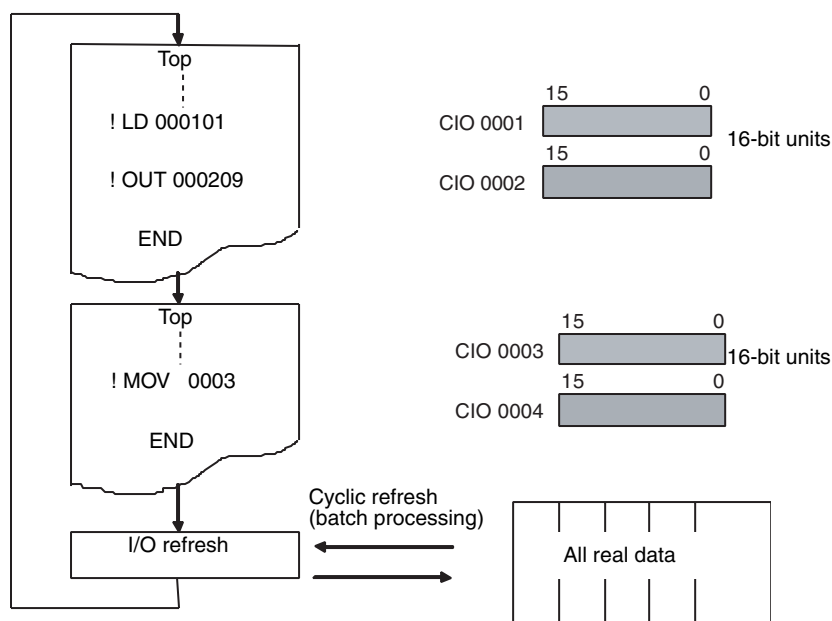 Top
! LD 000101
! OUT 000209
END
15 0
CIO 0001
16-bit units
15 0
CIO 0002
Top
! MOV 0003
END
15 0
CIO 0003
16-bit units
15 0
CIO 0004
Cyclic refresh
(batch processing)
I/O refresh
All real data